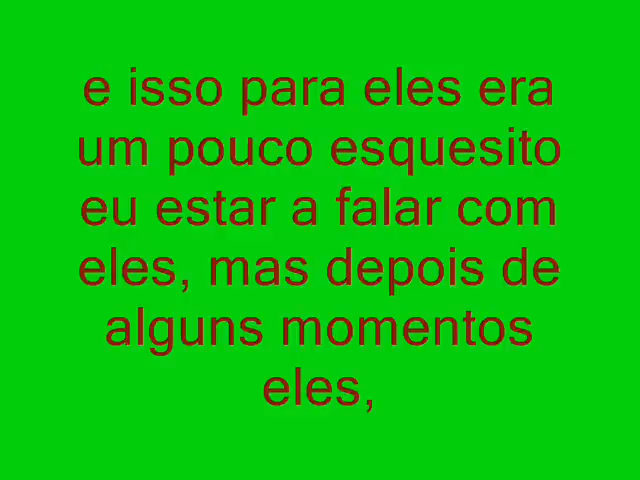 e isso para eles era
um pouco esquesito
eu estar a falar com
eles, mas depois de
alguns momentos
eles,